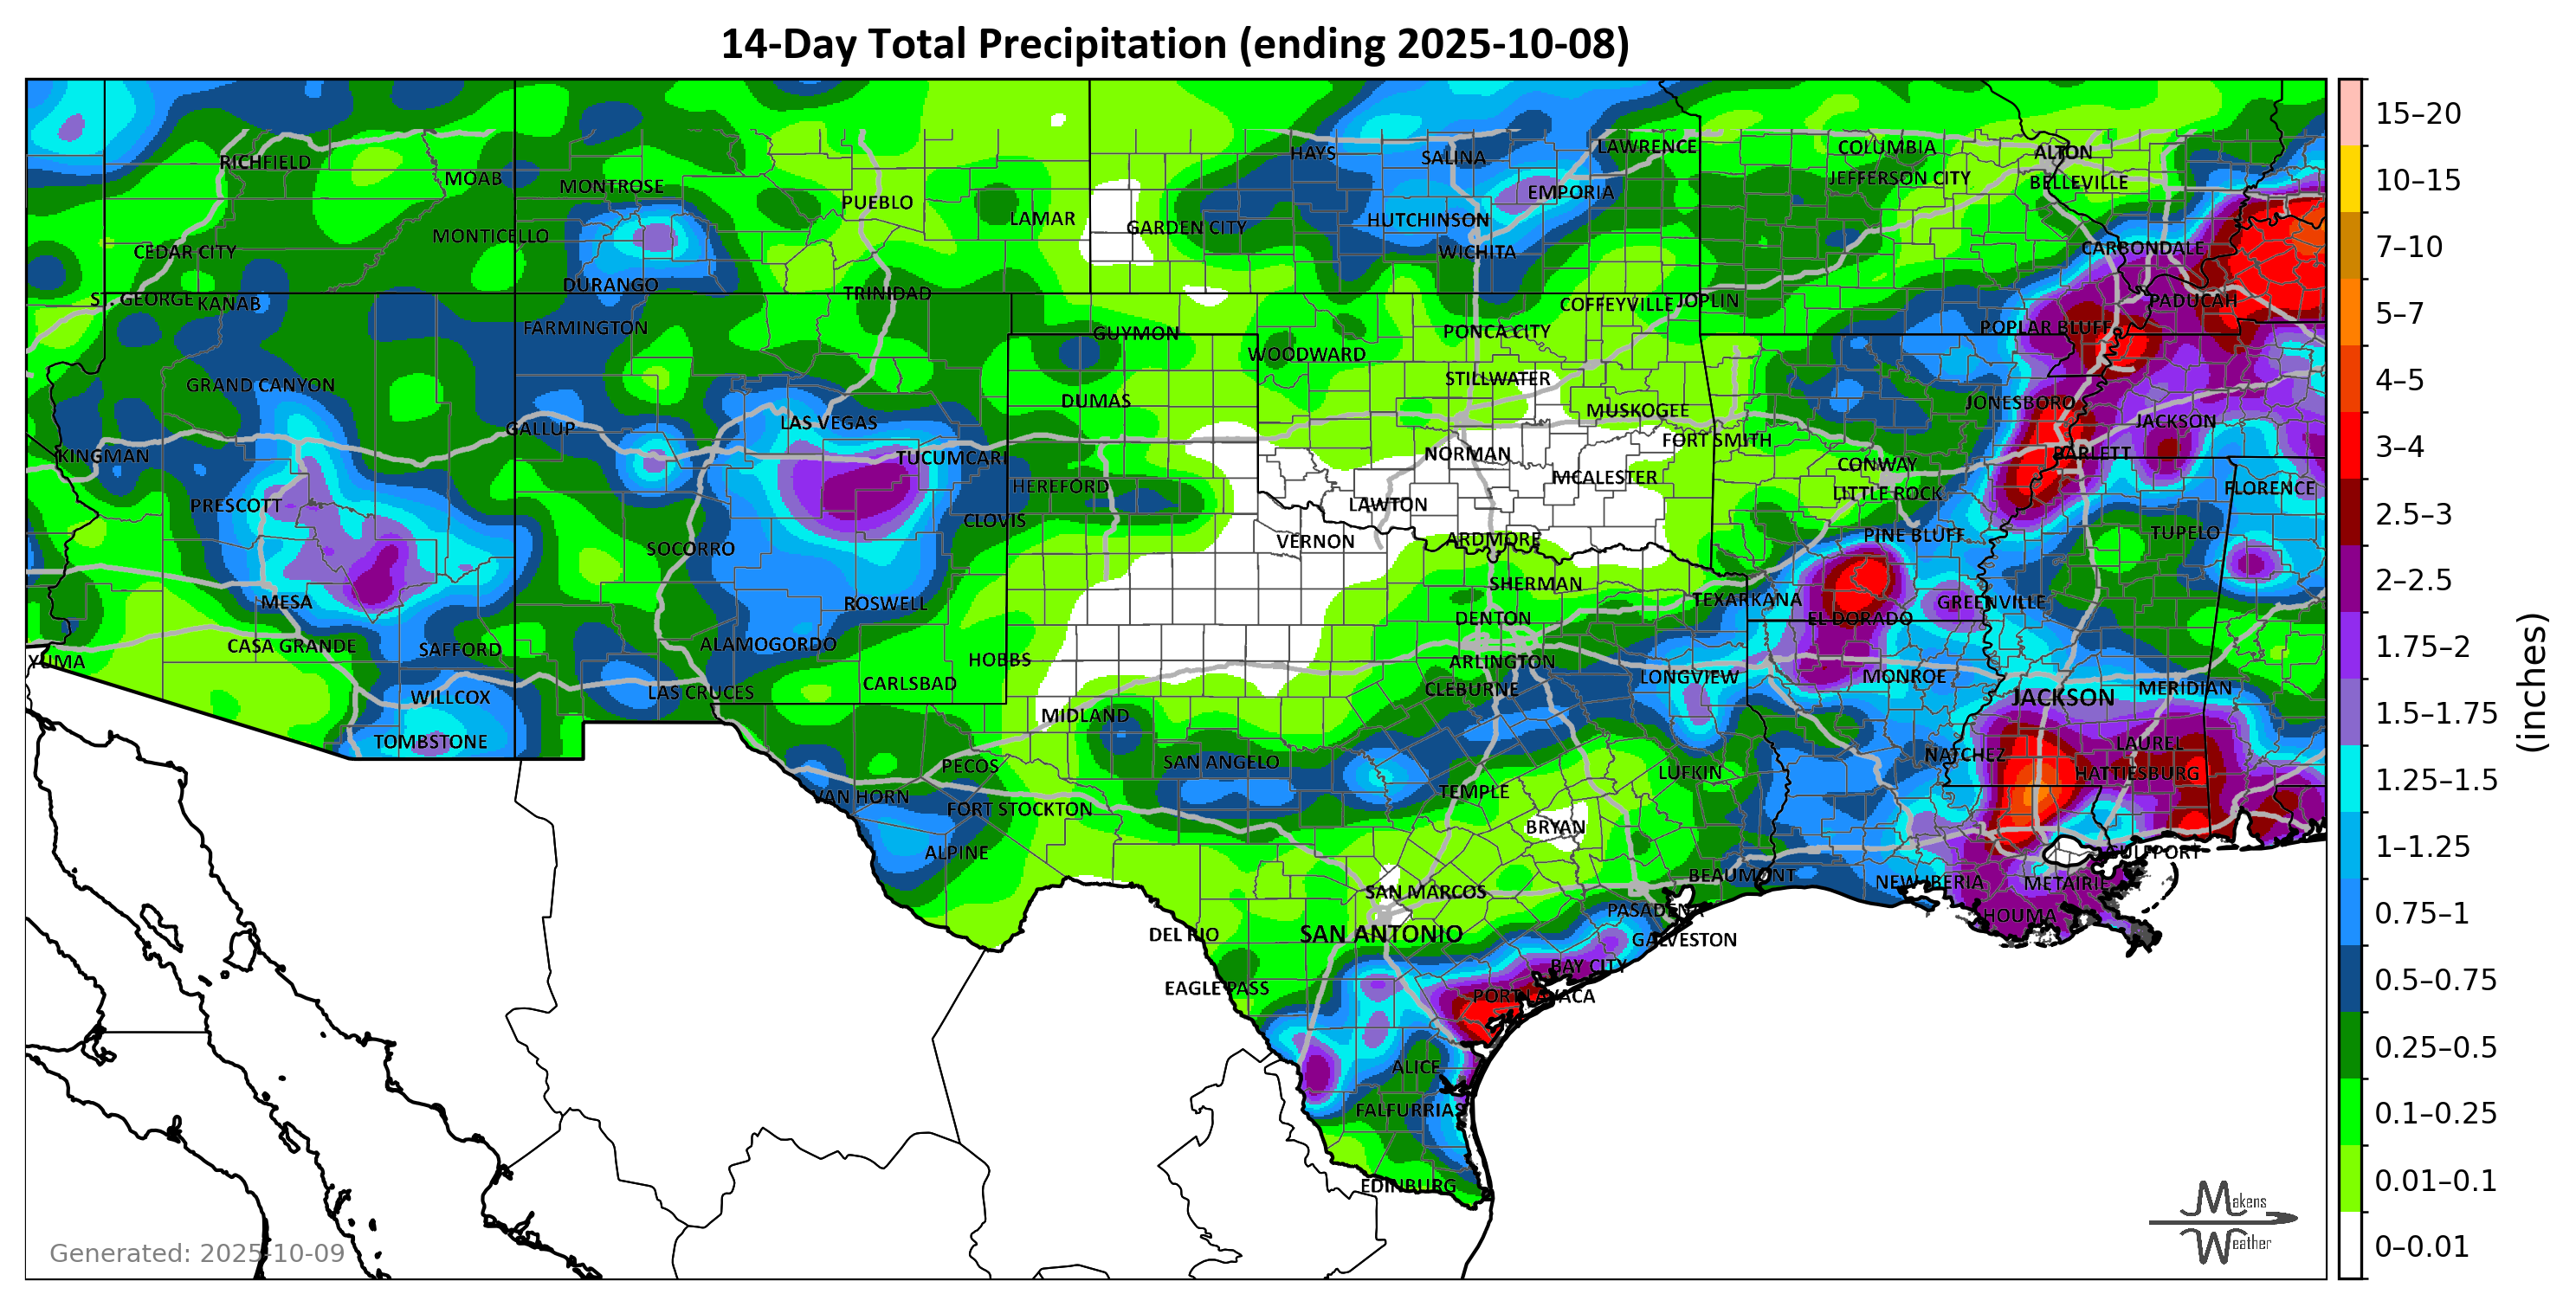 14-Day Total Precipitation (ending 2025-10-08)
RICHFIELD
MOAB
MONTROSE
PUEBLO
LAMAR
GARDEN CITY
HAYS
SALINA
LAWRENCE
EMPORIA
HUTCHINSON
WICHITA
COLUMBIA
JEFFERSON CITY
ALTON
BELLEVILLE
CARBONDALE
CEDAR CITY
MONTICELLO
DURANGO
TRINIDAD
ST. GEORGE
KANAB
FARMINGTON
GUYMON
WOODWARD
PONCA CITY
COFFEYVILLE
JOPLIN
POPLAR BLUFF
PADUCAH
GRAND CANYON
DUMAS
STILLWATER
MUSKOGEE
JONESBORO
JACKSON
GALLUP
LAS VEGAS
KINGMAN
TUCUMCARI
NORMAN
FORT SMITH
BARLETT
CONWAY
HEREFORD
MCALESTER
LITTLE ROCK
FLORENCE
PRESCOTT
CLOVIS
LAWTON
PINE BLUFF
TUPELO
SOCORRO
VERNON
ARDMORE
MESA
ROSWELL
SHERMAN
TEXARKANA
GREENVILLE
CASA GRANDE
SAFFORD
ALAMOGORDO
DENTON
EL DORADO
YUMA
HOBBS
ARLINGTON
WILLCOX
LAS CRUCES
CARLSBAD
CLEBURNE
LONGVIEW
MONROE
JACKSON
MERIDIAN
TOMBSTONE
MIDLAND
NATCHEZ
LAUREL
PECOS
SAN ANGELO
LUFKIN
HATTIESBURG
VAN HORN
FORT STOCKTON
TEMPLE
BRYAN
ALPINE
GULFPORT
SAN MARCOS
BEAUMONT
NEW IBERIA
METAIRIE
PASADENA
HOUMA
DEL RIO
SAN ANTONIO
GALVESTON
BAY CITY
EAGLE PASS
PORT LAVACA
ALICE
FALFURRIAS
EDINBURG
Generated: 2025-10-09
Makens
Weather
15–20
10–15
7–10
5–7
4–5
3–4
2.5–3
2–2.5
1.75–2
1.5–1.75
1.25–1.5
1–1.25
0.75–1
0.5–0.75
0.25–0.5
0.1–0.25
0.01–0.1
0–0.01
(inches)